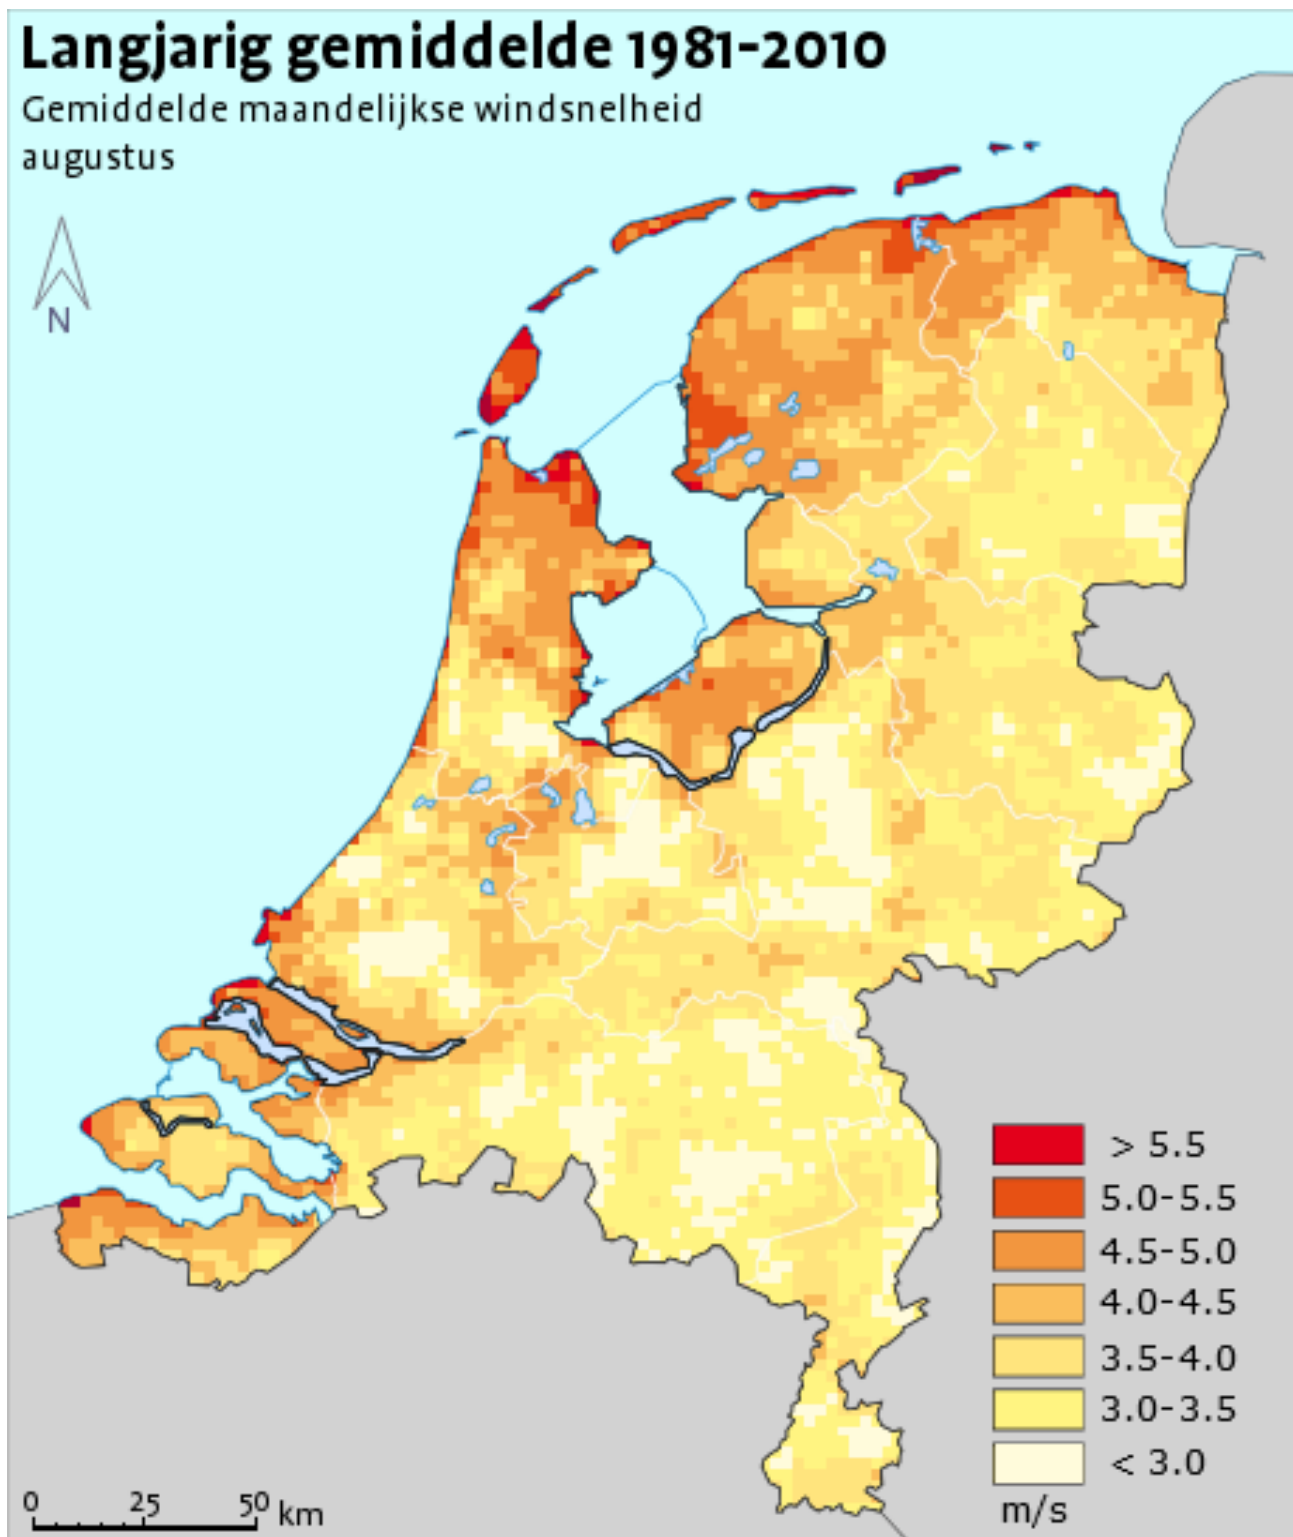 Langjarig gemiddelde 1981-2010
Gemiddelde maandelijkse windsnelheid
augustus
N
> 5.5
5.0-5.5
4.5-5.0
4.0-4.5
3.5-4.0
3.0-3.5
< 3.0
m/s
0 25 50 km